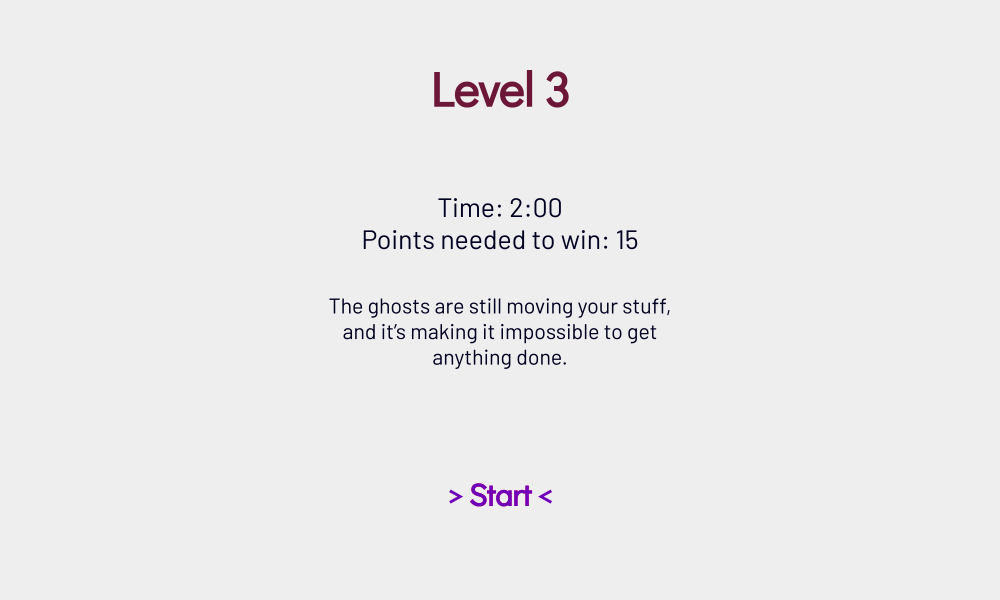 Level 3
Time: 2:00
Points needed to win: 15
The ghosts are still moving your stuff,
and it’s making it impossible to get
anything done.
> Start <